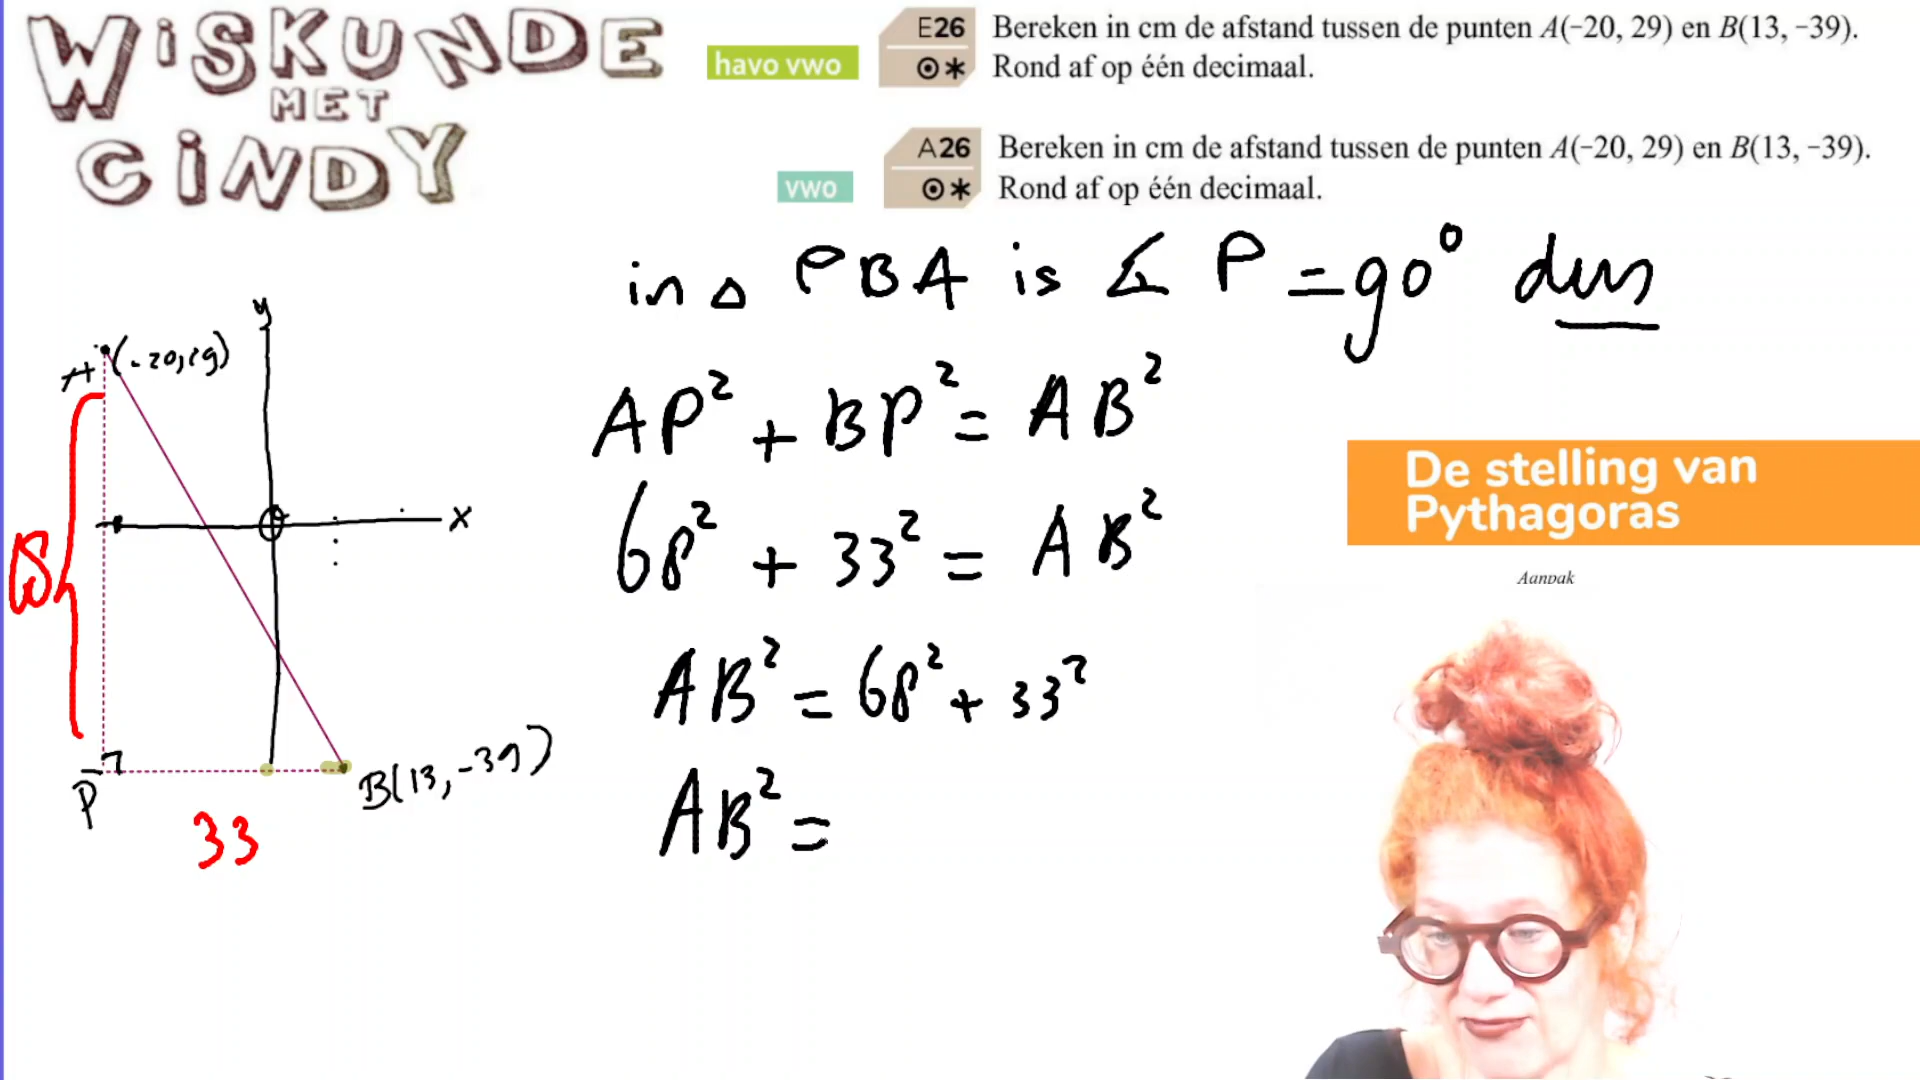 WiSKUNDE
MET
CiNDY
havo vwo
E26
Bereken in cm de afstand tussen de punten A(−20, 29) en B(13, −39).
Rond af op één decimaal.
vwo
A26
Bereken in cm de afstand tussen de punten A(−20, 29) en B(13, −39).
Rond af op één decimaal.
in △ PBA is ∡ P = 90° dus
AP² + BP² = AB²
68² + 33² = AB²
AB² = 68² + 33²
AB² =
y
A (-20,29)
x
P
B(13,-39)
33
De stelling van
Pythagoras
Aanpak